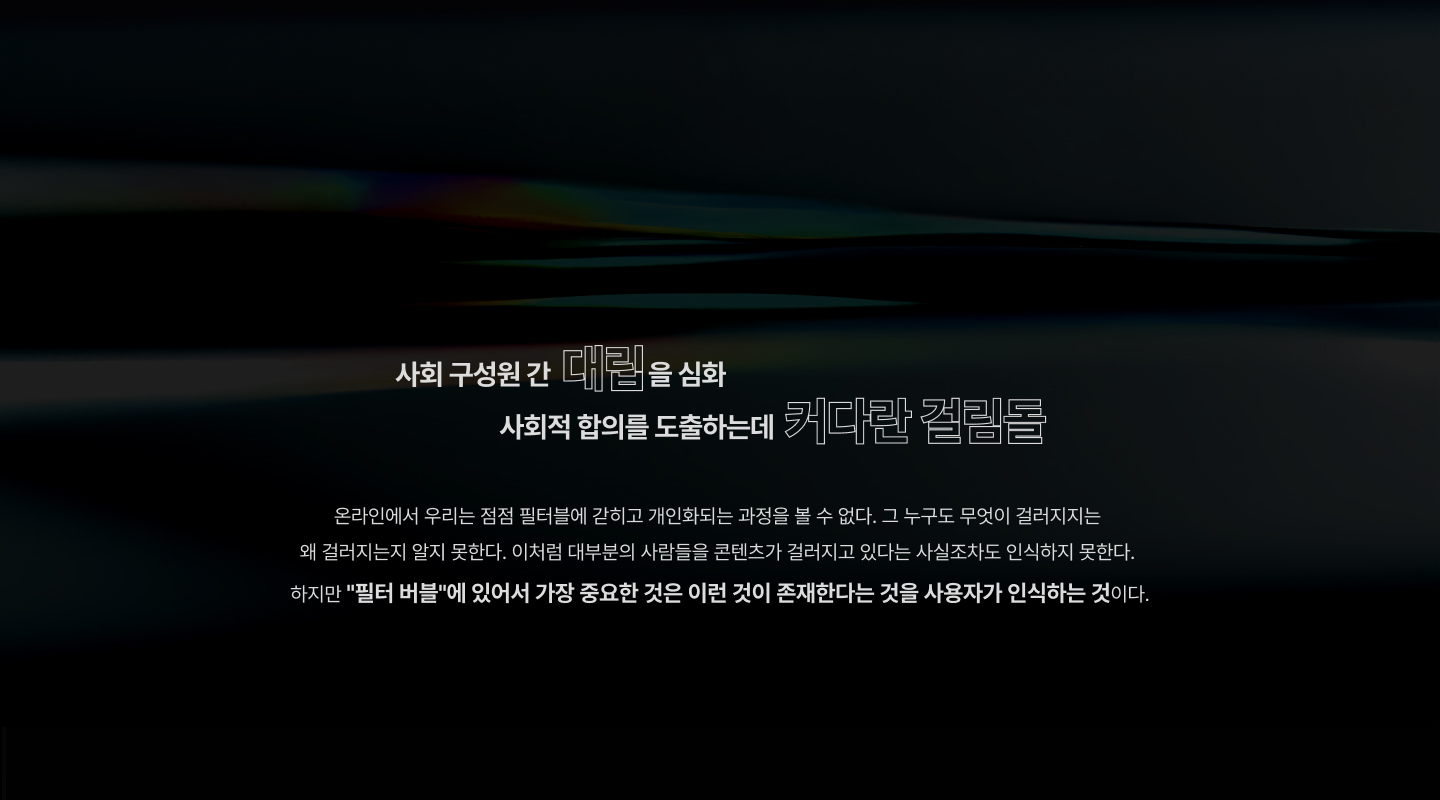 사회 구성원 간 대립을 심화
사회적 합의를 도출하는데 커다란 걸림돌
온라인에서 우리는 점점 필터블에 갇히고 개인화되는 과정을 볼 수 없다. 그 누구도 무엇이 걸러지지는
왜 걸러지는지 알지 못한다. 이처럼 대부분의 사람들을 콘텐츠가 걸러지고 있다는 사실조차도 인식하지 못한다.
하지만 "필터 버블"에 있어서 가장 중요한 것은 이런 것이 존재한다는 것을 사용자가 인식하는 것이다.